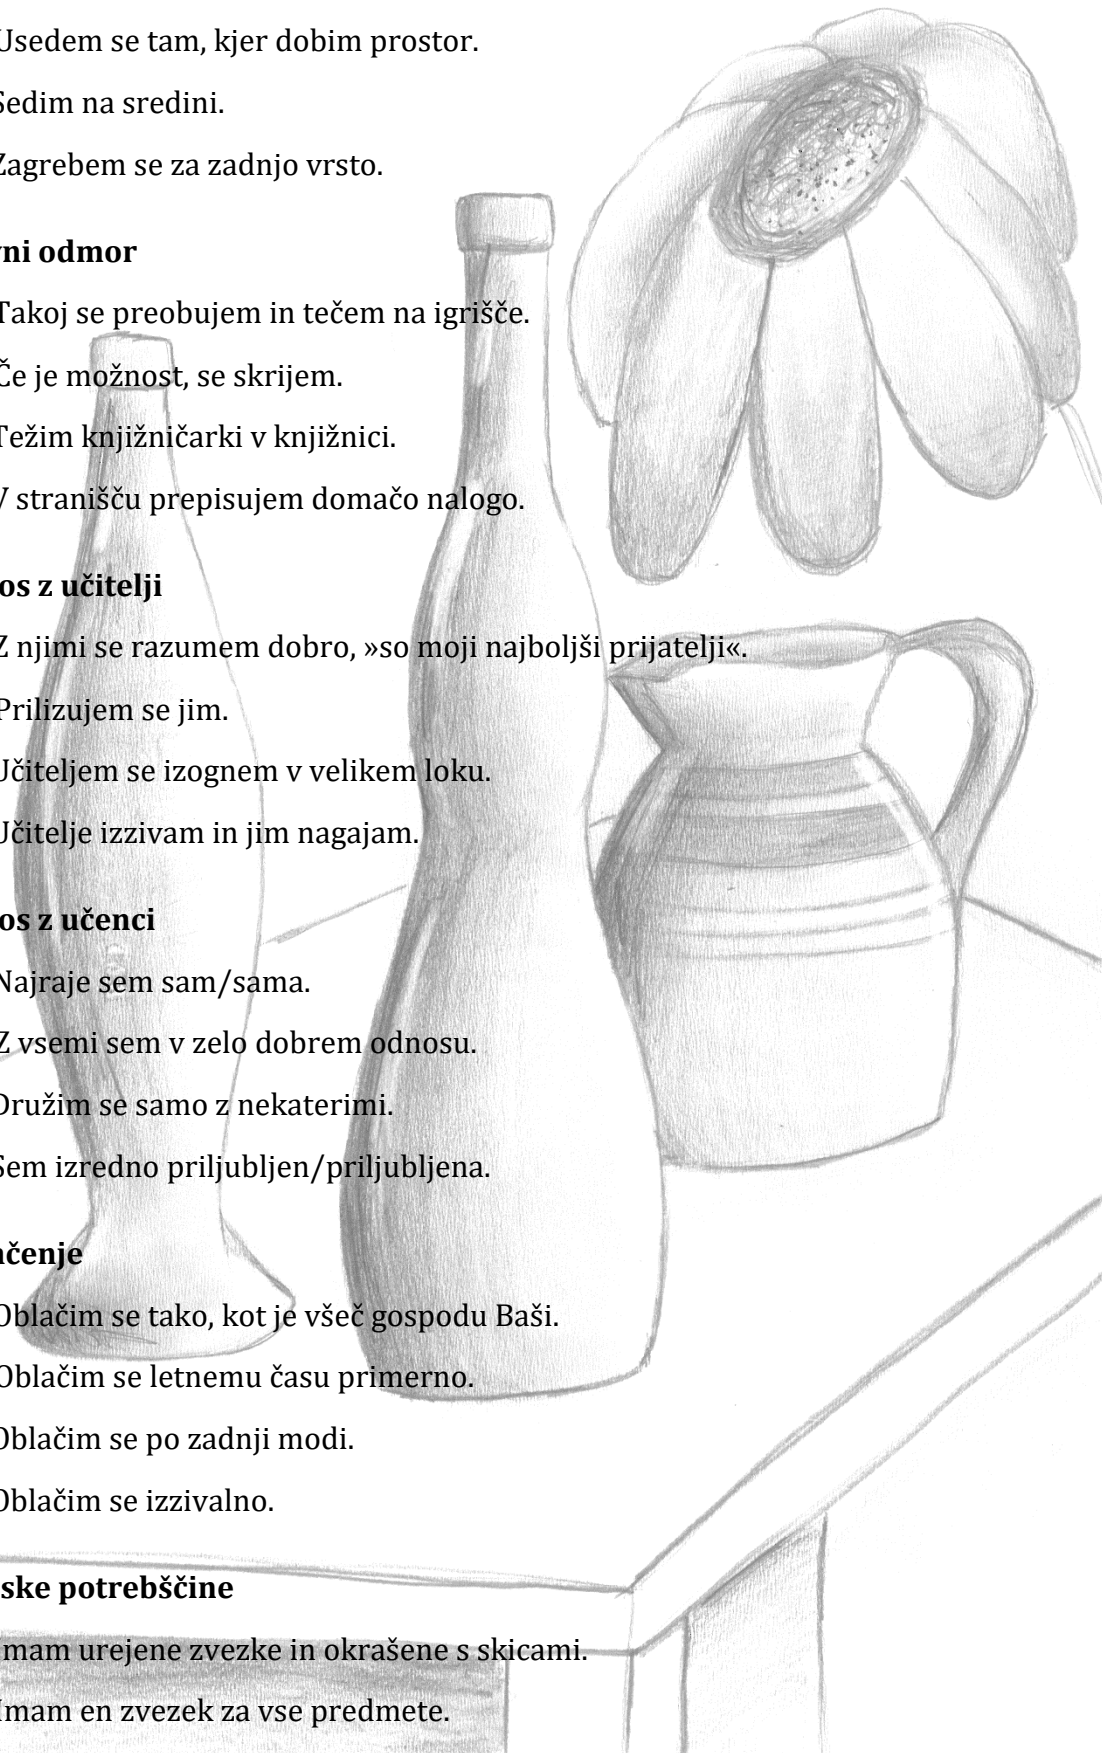 Usedem se tam, kjer dobim prostor.
Sedim na sredini.
Zagrebem se za zadnjo vrsto.
vni odmor
Takoj se preobujem in tečem na igrišče.
Če je možnost, se skrijem.
Težim knjižničarki v knjižnici.
V stranišču prepisujem domačo nalogo.
os z učitelji
Z njimi se razumem dobro, »so moji najboljši prijatelji«.
Prilizujem se jim.
Učiteljem se izognem v velikem loku.
Učitelje izzivam in jim nagajam.
os z učenci
Najraje sem sam/sama.
Z vsemi sem v zelo dobrem odnosu.
Družim se samo z nekaterimi.
Sem izredno priljubljen/priljubljena.
ačenje
Oblačim se tako, kot je všeč gospodu Baši.
Oblačim se letnemu času primerno.
Oblačim se po zadnji modi.
Oblačim se izzivalno.
ske potrebščine
Imam urejene zvezke in okrašene s skicami.
Imam en zvezek za vse predmete.